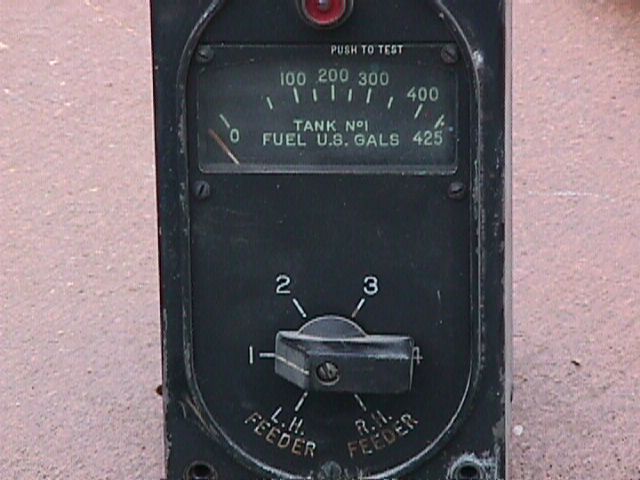 PUSH TO TEST
100 200 300
400
0
TANK Nº1
FUEL U.S. GALS 425
2 3
1 4
L.H. FEEDER
R.H. FEEDER